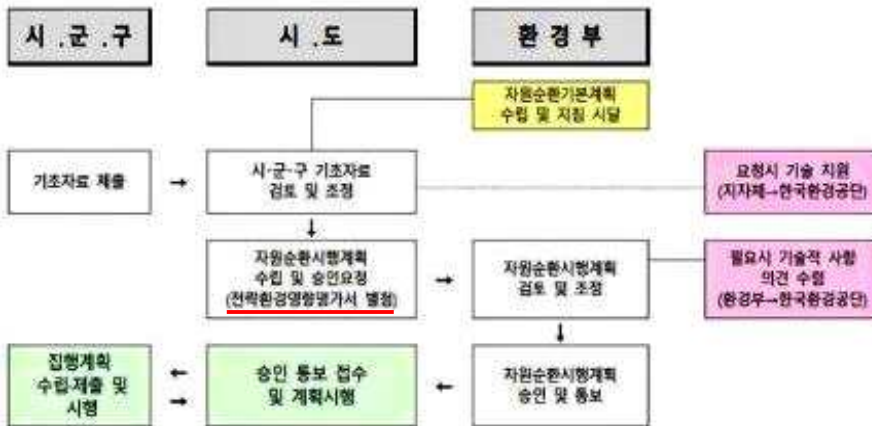 시 .군 .구
시 .도
환경부
자원순환기본계획
수립 및 지침 시달
기초자료 제출
시·군·구 기초자료
검토 및 조정
요청시 기술 지원
(지자체→한국환경공단)
자원순환시행계획
수립 및 승인요청
(전략환경영향평가서 별첨)
자원순환시행계획
검토 및 조정
필요시 기술적 사항
의견 수렴
(환경부→한국환경공단)
집행계획
수립·제출 및
시행
승인 통보 접수
및 계획시행
자원순환시행계획
승인 및 통보